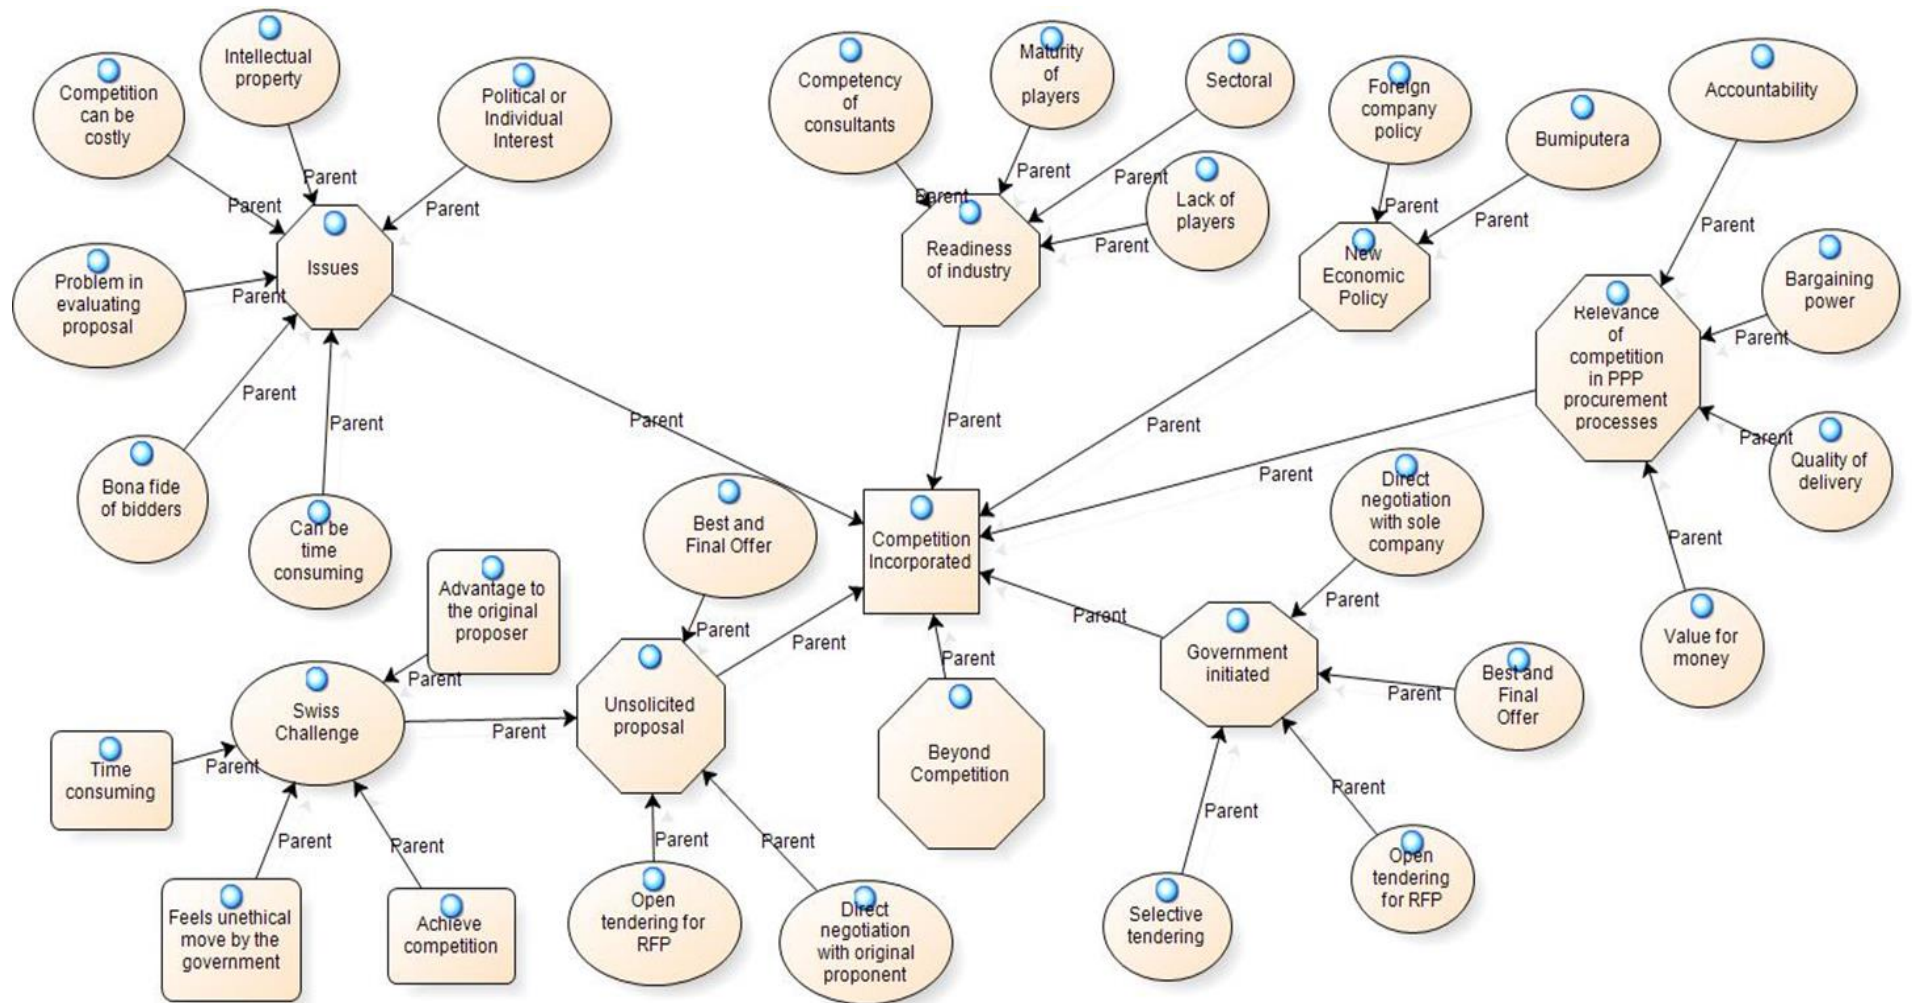 Competition
can be
costly
Intellectual
property
Political or
Individual
Interest
Parent
Parent
Parent
Problem in
evaluating
proposal
Parent
Issues
Bona fide
of bidders
Parent
Can be
time
consuming
Parent
Parent
Competency
of
consultants
Maturity
of
players
Sectoral
Lack of
players
Parent
Parent
Parent
Parent
Readiness
of industry
Parent
Foreign
company
policy
Bumiputera
Parent
Parent
New
Economic
Policy
Parent
Accountability
Parent
Bargaining
power
Parent
Relevance
of
competition
in PPP
procurement
processes
Parent
Quality of
delivery
Parent
Value for
money
Parent
Competition
Incorporated
Best and
Final Offer
Parent
Advantage to
the original
proposer
Parent
Swiss
Challenge
Parent
Time
consuming
Parent
Feels unethical
move by the
government
Parent
Achieve
competition
Parent
Unsolicited
proposal
Parent
Open
tendering for
RFP
Parent
Direct
negotiation
with original
proponent
Parent
Beyond
Competition
Parent
Government
initiated
Parent
Direct
negotiation
with sole
company
Parent
Best and
Final
Offer
Parent
Open
tendering
for RFP
Parent
Selective
tendering
Parent